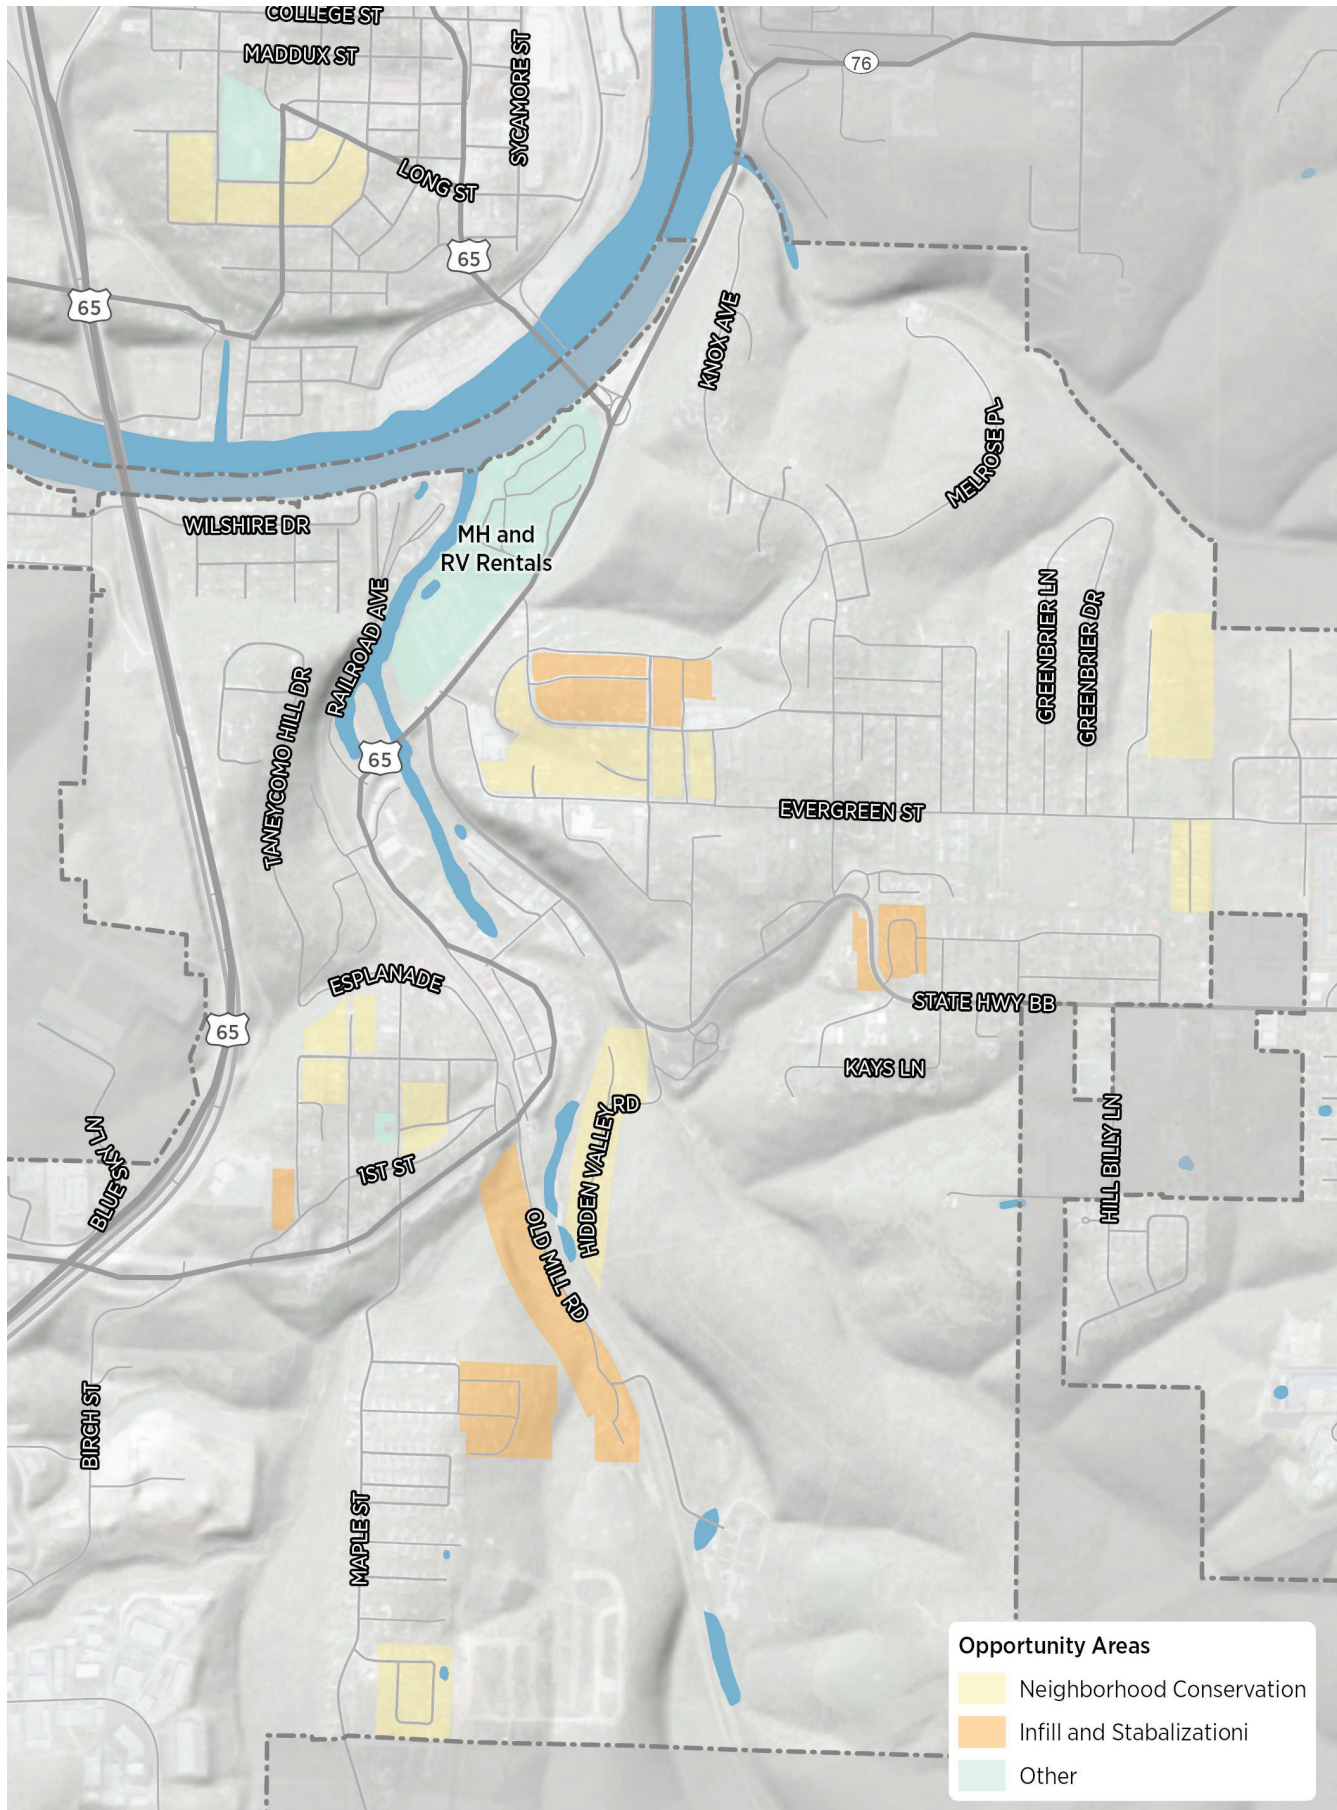 COLLEGE ST
MADDUX ST
SYCAMORE ST
76
LONG ST
65
65
KNOX AVE
MELROSE PL
WILSHIRE DR
MH and
RV Rentals
RAILROAD AVE
GREENBRIER LN
GREENBRIER DR
TANEYCOMO HILL DR
65
EVERGREEN ST
ESPLANADE
STATE HWY BB
65
KAYS LN
HIDDEN VALLEY RD
BLUE SKY LN
1ST ST
HILL BILLY LN
OLD MILL RD
BIRCH ST
MAPLE ST
Opportunity Areas
Neighborhood Conservation
Infill and Stabalizationi
Other